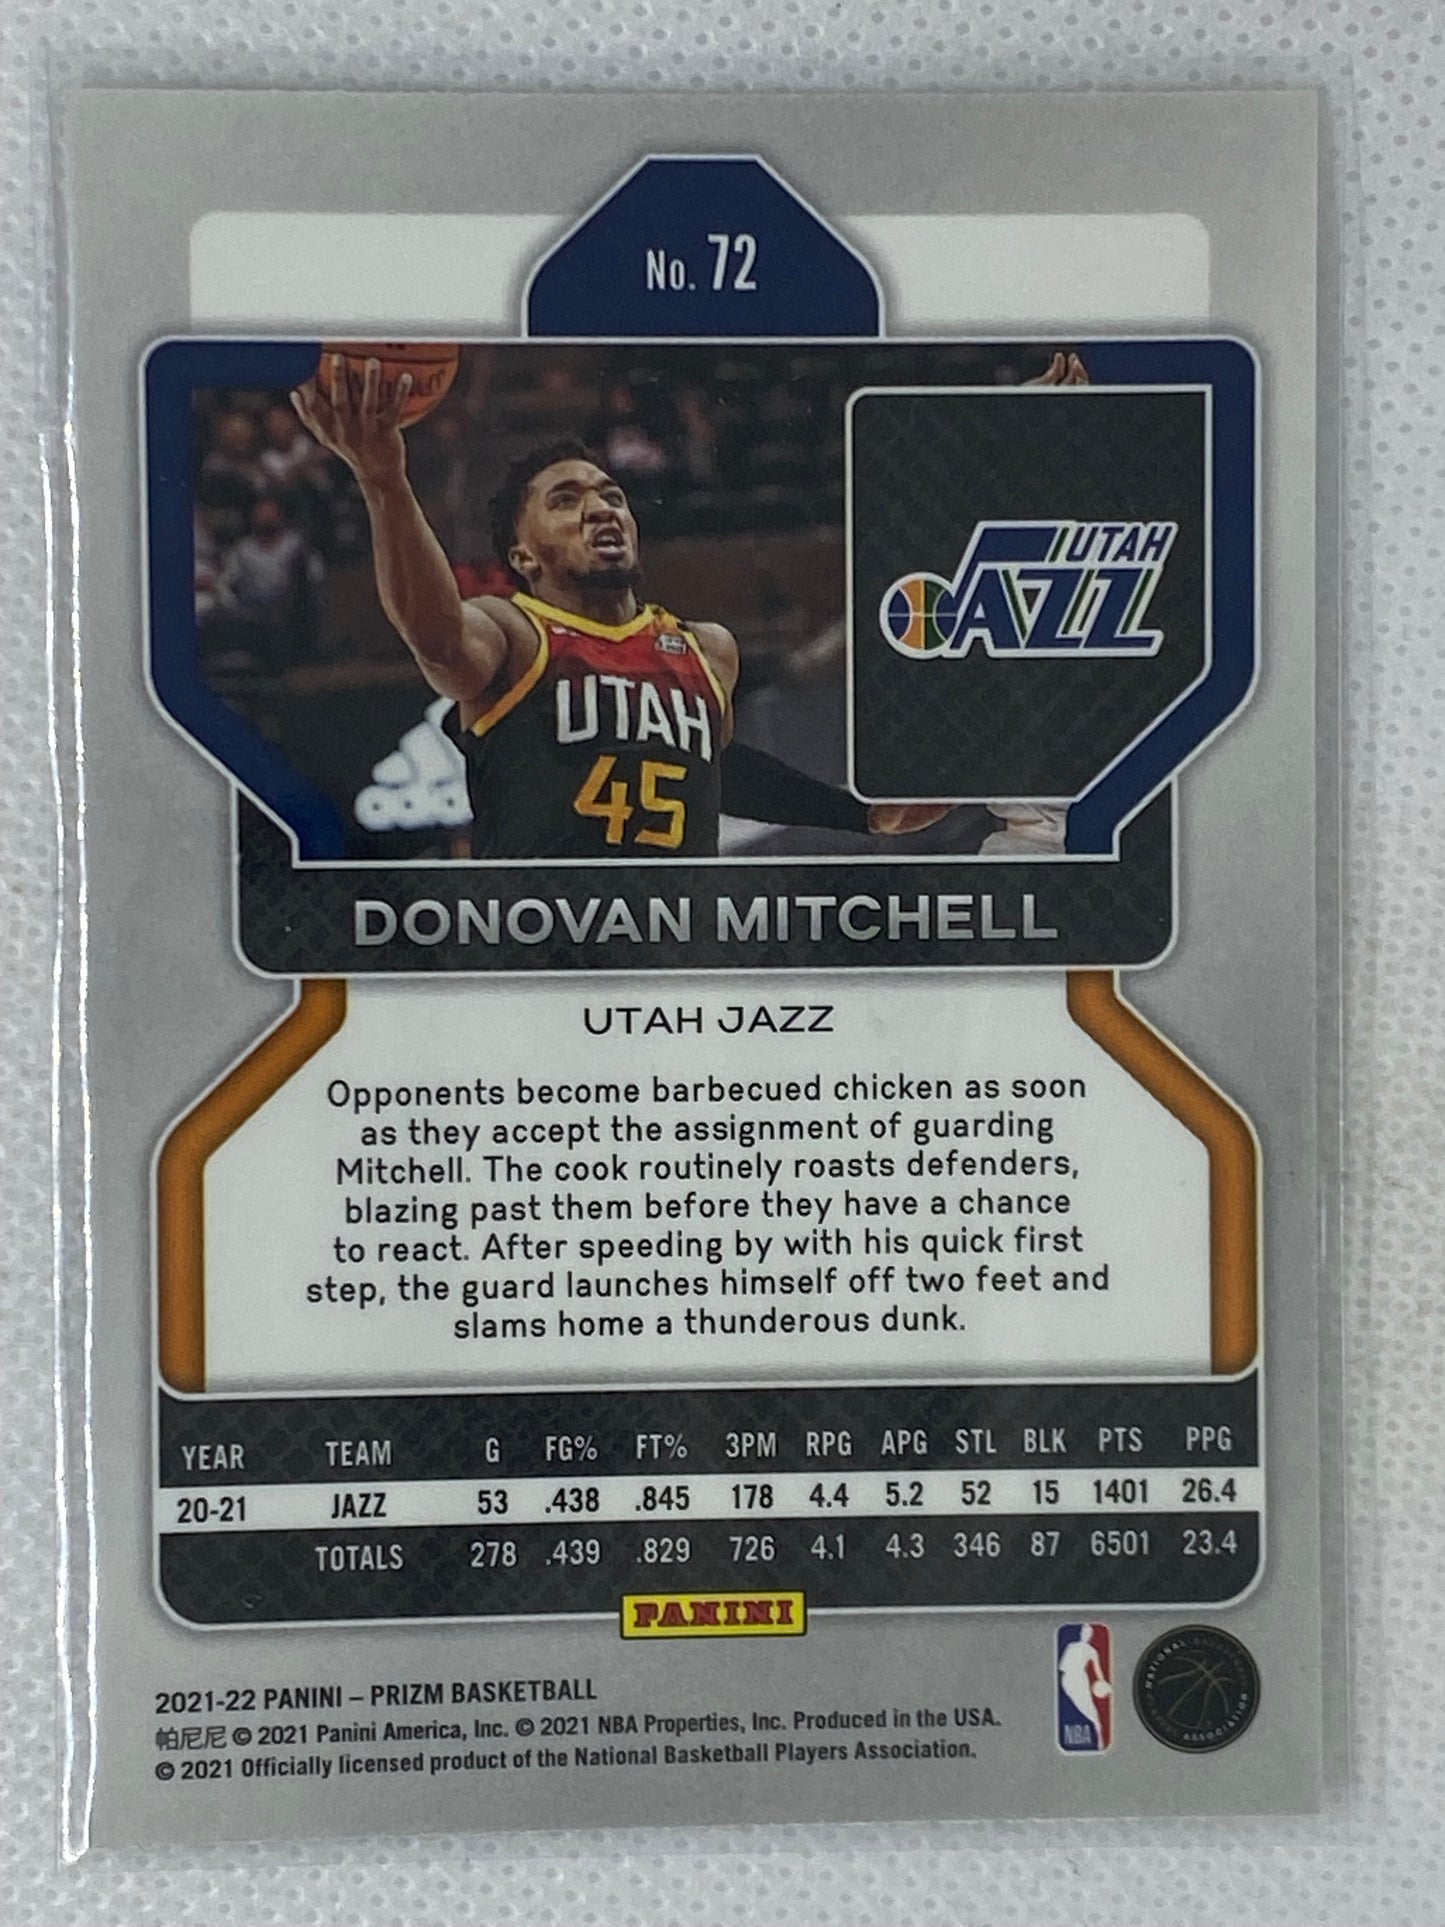 No. 72
UTAH
JAZZ
UTAH
45
DONOVAN MITCHELL
UTAH JAZZ
Opponents become barbecued chicken as soon
as they accept the assignment of guarding
Mitchell. The cook routinely roasts defenders,
blazing past them before they have a chance
to react. After speeding by with his quick first
step, the guard launches himself off two feet and
slams home a thunderous dunk.
YEAR TEAM G FG% FT% 3PM RPG APG STL BLK PTS PPG
20-21 JAZZ 53 .438 .845 178 4.4 5.2 52 15 1401 26.4
TOTALS 278 .439 .829 726 4.1 4.3 346 87 6501 23.4
PANINI
2021-22 PANINI – PRIZM BASKETBALL
帕尼尼 © 2021 Panini America, Inc. © 2021 NBA Properties, Inc. Produced in the USA.
© 2021 Officially licensed product of the National Basketball Players Association.
NBA
NATIONAL BASKETBALL PLAYERS ASSOCIATION